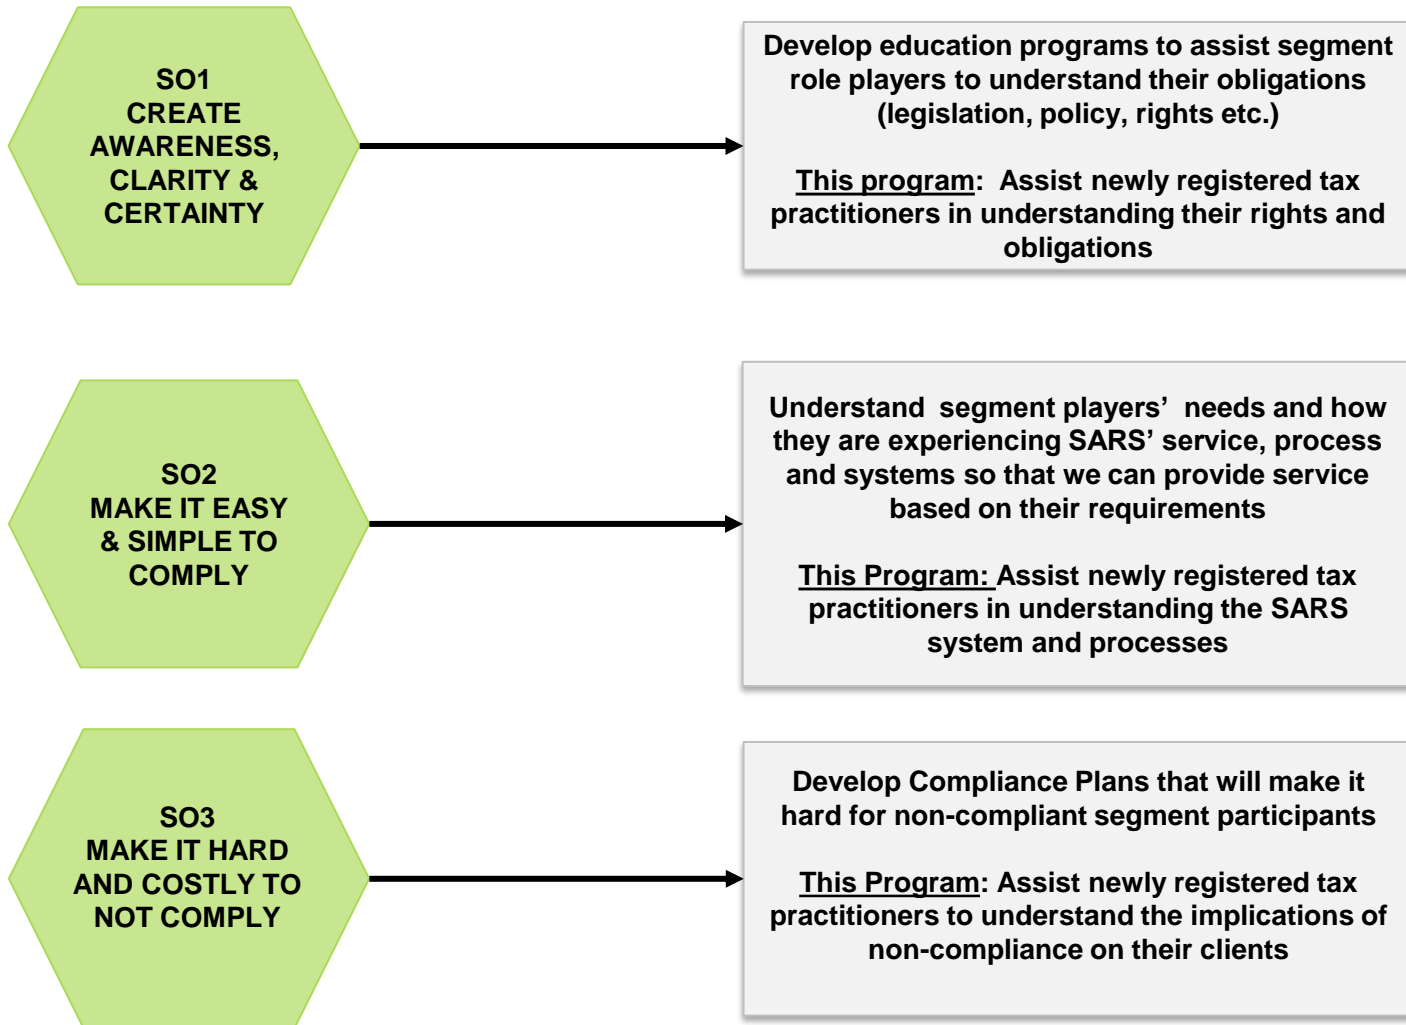 SO1
CREATE
AWARENESS,
CLARITY &
CERTAINTY
Develop education programs to assist segment
role players to understand their obligations
(legislation, policy, rights etc.)
This program:  Assist newly registered tax
practitioners in understanding their rights and
obligations
SO2
MAKE IT EASY
& SIMPLE TO
COMPLY
Understand  segment players’  needs and how
they are experiencing SARS’ service, process
and systems so that we can provide service
based on their requirements
This Program: Assist newly registered tax
practitioners in understanding the SARS
system and processes
SO3
MAKE IT HARD
AND COSTLY TO
NOT COMPLY
Develop Compliance Plans that will make it
hard for non-compliant segment participants
This Program: Assist newly registered tax
practitioners to understand the implications of
non-compliance on their clients